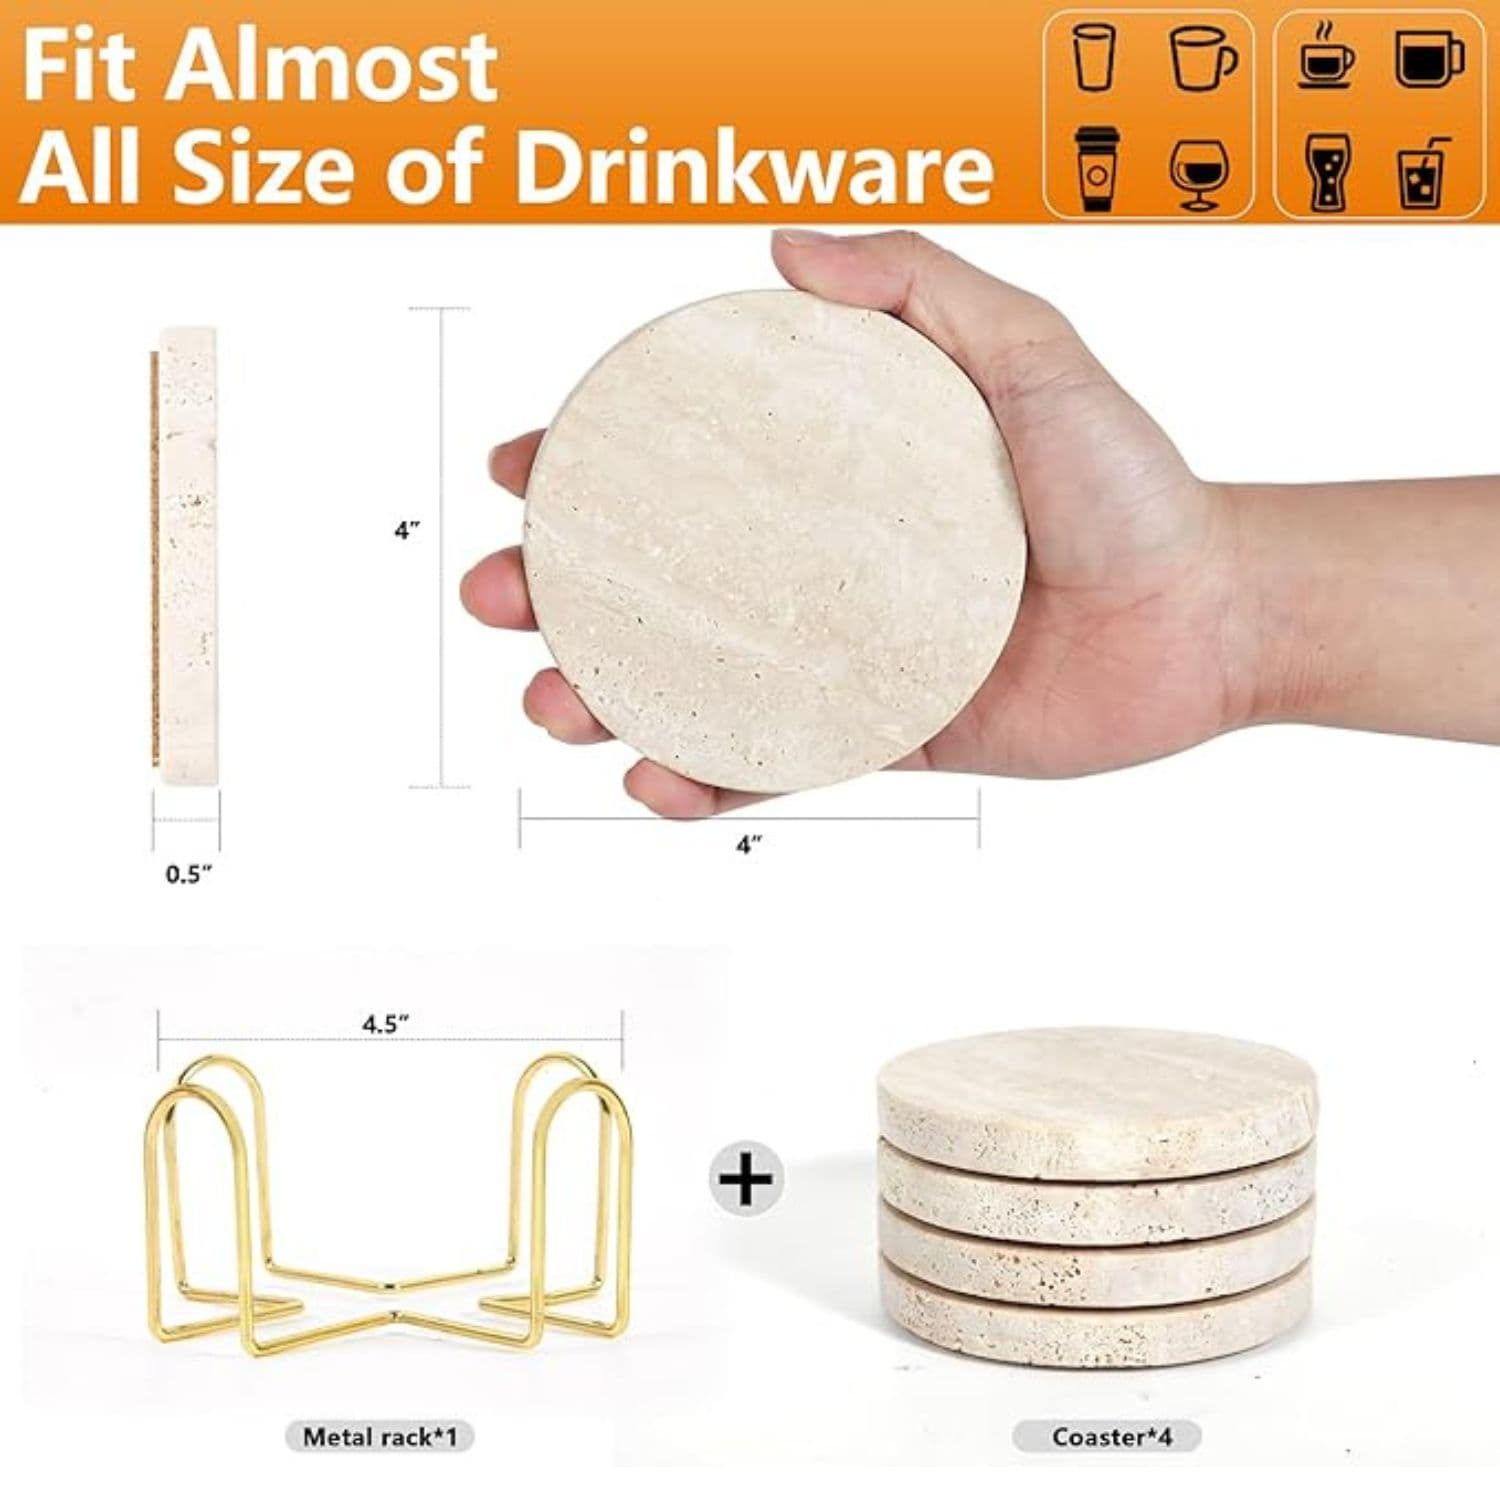 Fit Almost
All Size of Drinkware
4”
4”
0.5”
4.5”
+
Metal rack*1
Coaster*4